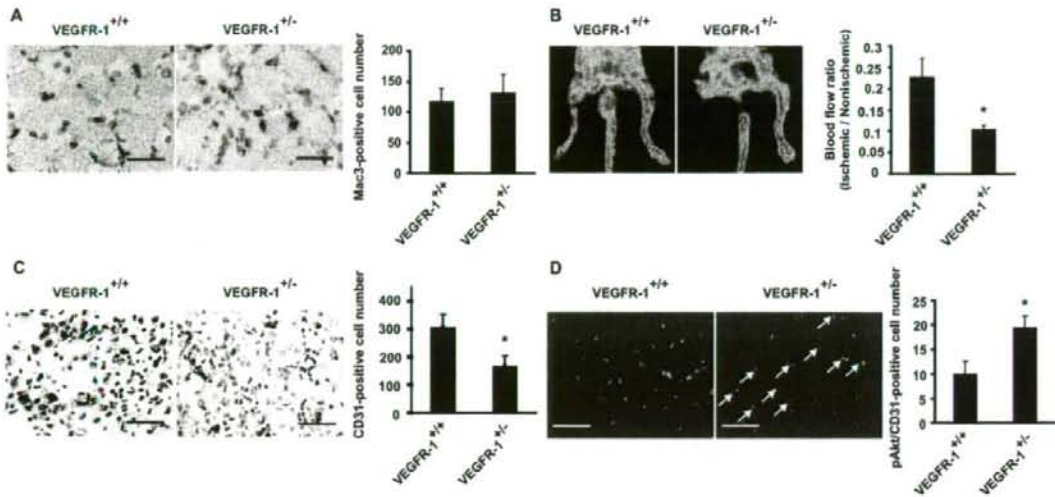 A
VEGFR-1+/+
VEGFR-1+/-
Mac3-positive cell number
200
150
100
50
0
VEGFR-1+/+
VEGFR-1+/-
B
VEGFR-1+/+
VEGFR-1+/-
Blood flow ratio
(Ischemic / Nonischemic)
0.3
0.25
0.2
0.15
0.1
0.05
0
*
VEGFR-1+/+
VEGFR-1+/-
C
VEGFR-1+/+
VEGFR-1+/-
CD31-positive cell number
400
300
200
100
0
*
VEGFR-1+/+
VEGFR-1+/-
D
VEGFR-1+/+
VEGFR-1+/-
pAkt/CD31-positive cell
25
20
15
10
5
0
*
VEGFR-1+/+
VEGFR-1+/-